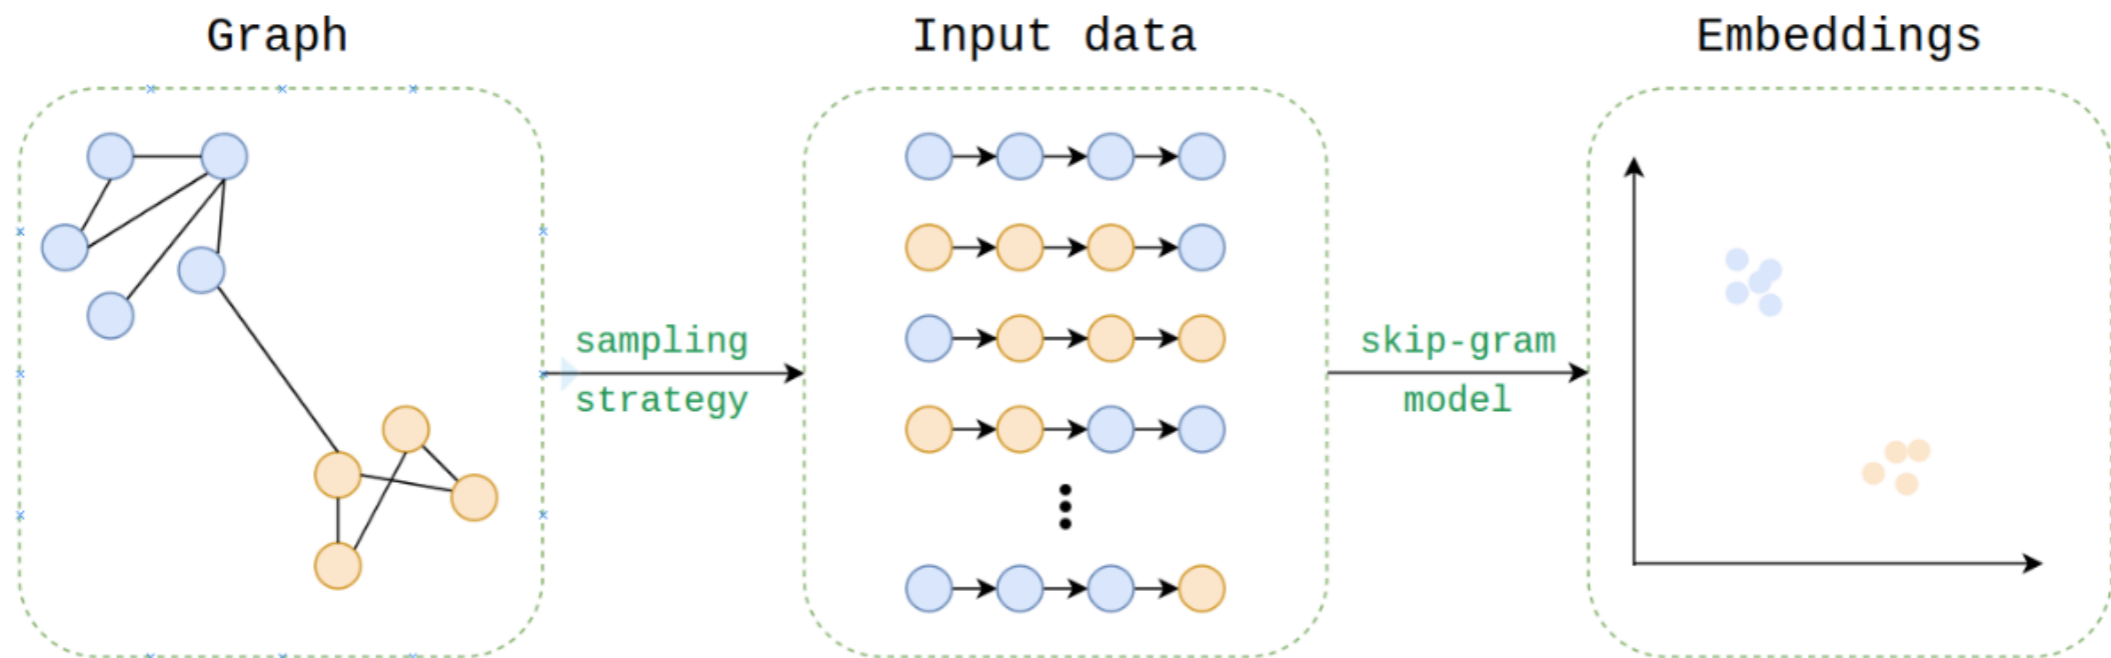 Graph
Input data
Embeddings
sampling
strategy
skip-gram
model